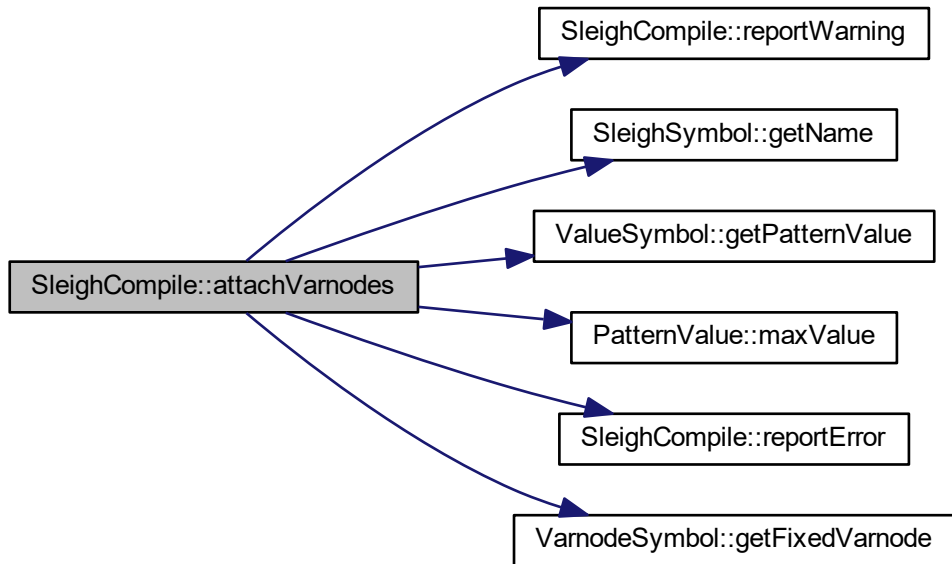 SleighCompile::reportWarning
SleighSymbol::getName
ValueSymbol::getPatternValue
SleighCompile::attachVarnodes
PatternValue::maxValue
SleighCompile::reportError
VarnodeSymbol::getFixedVarnode